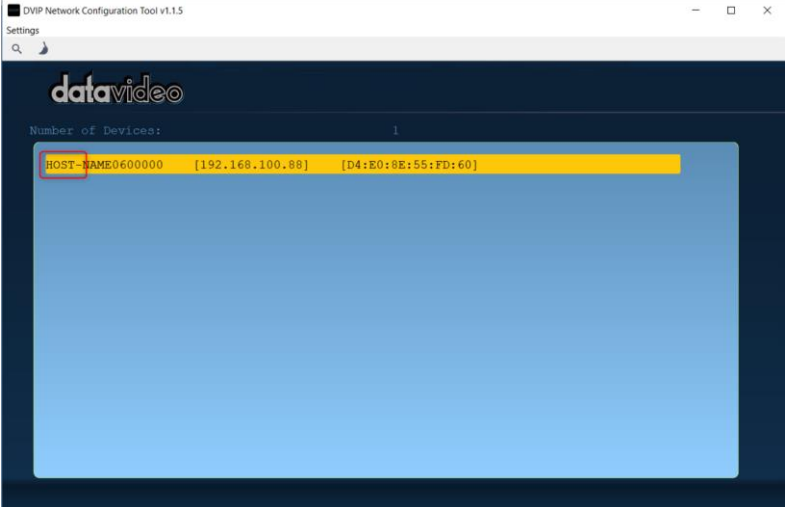 DVIP Network Configuration Tool v1.1.5
Settings
datavideo
Number of Devices: 1
HOST-NAME0600000 [192.168.100.88] [D4:E0:8E:55:FD:60]